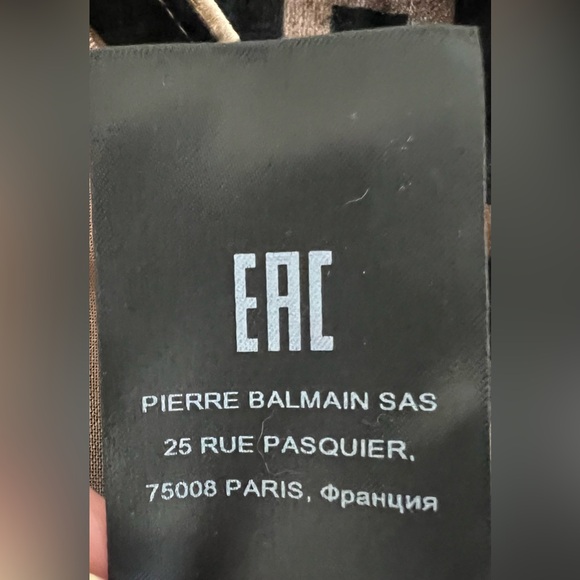 EAC
PIERRE BALMAIN SAS
25 RUE PASQUIER,
75008 PARIS, Франция